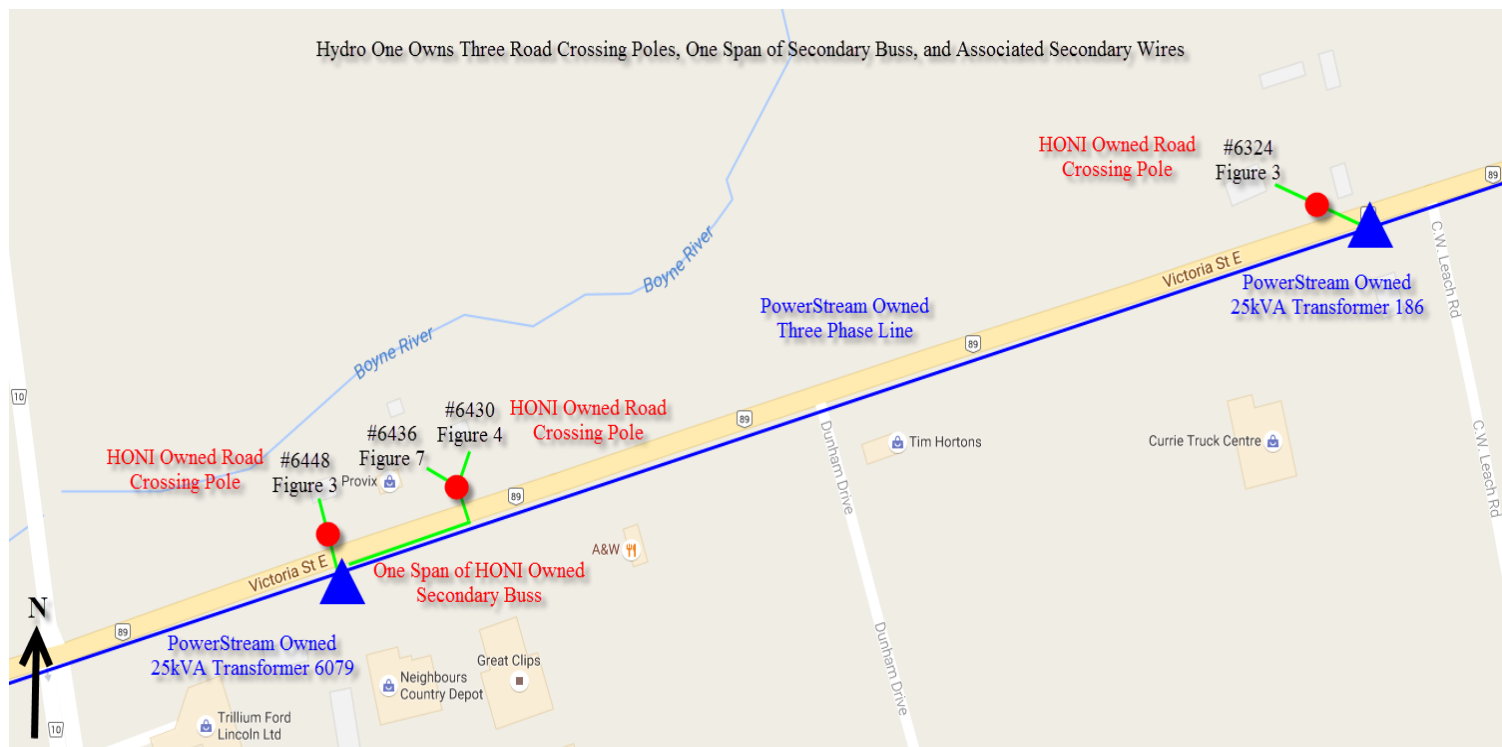 Hydro One Owns Three Road Crossing Poles, One Span of Secondary Buss, and Associated Secondary Wires
HONI Owned Road
Crossing Pole
#6324
Figure 3
89
89
C.W. Leach Rd
Victoria St E
Boyne River
PowerStream Owned
25kVA Transformer 186
PowerStream Owned
Three Phase Line
Boyne River
89
10
#6430
Figure 4
HONI Owned Road
Crossing Pole
89
#6436
Figure 7
Dunham Drive
Tim Hortons
Currie Truck Centre
C.W. Leach Rd
HONI Owned Road
Crossing Pole
#6448
Figure 3
Provix
89
A&W
Victoria St E
One Span of HONI Owned
Secondary Buss
N
89
PowerStream Owned
25kVA Transformer 6079
Dunham Drive
Great Clips
Neighbours
Country Depot
Trillium Ford
Lincoln Ltd
10